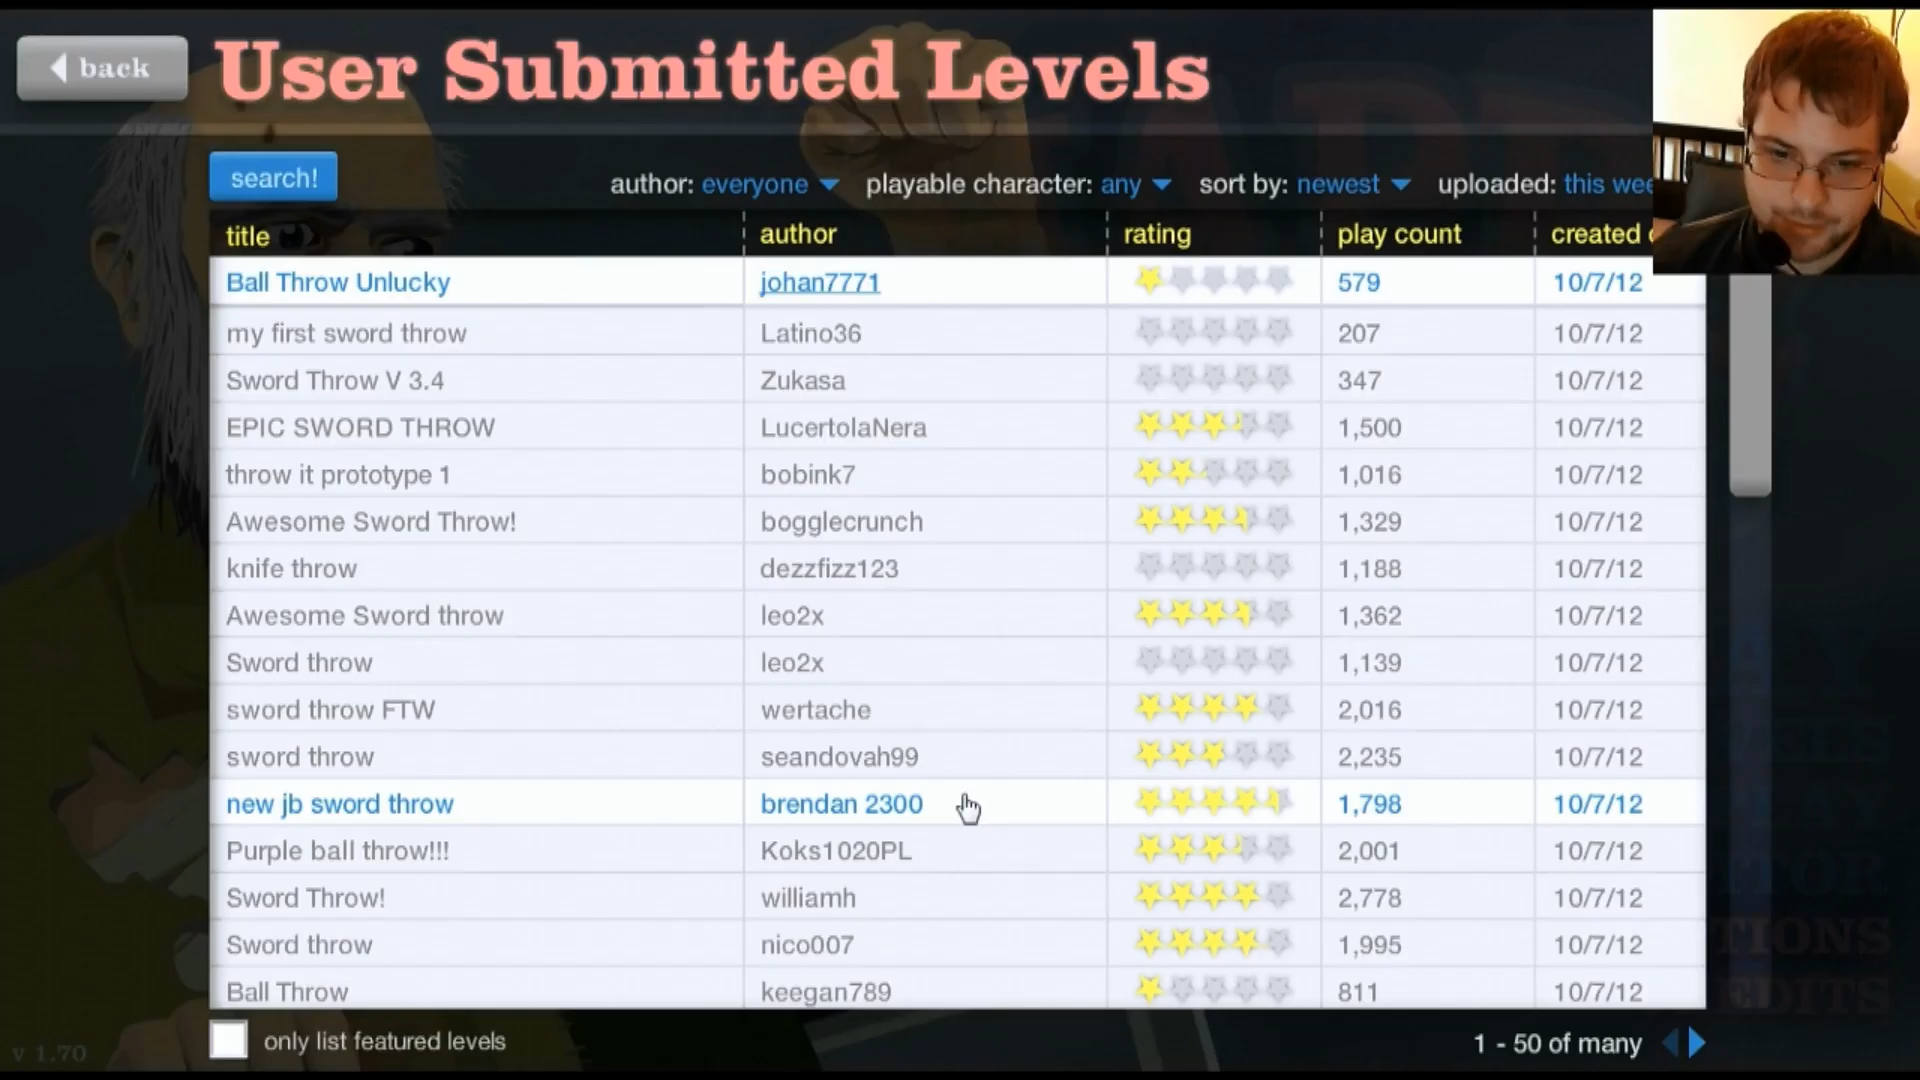 back
User Submitted Levels
search!
author: everyone playable character: any sort by: newest uploaded: this wee
title author rating play count created
Ball Throw Unlucky johan7771 579 10/7/12
my first sword throw Latino36 207 10/7/12
Sword Throw V 3.4 Zukasa 347 10/7/12
EPIC SWORD THROW LucertolaNera 1,500 10/7/12
throw it prototype 1 bobink7 1,016 10/7/12
Awesome Sword Throw! bogglecrunch 1,329 10/7/12
knife throw dezzfizz123 1,188 10/7/12
Awesome Sword throw leo2x 1,362 10/7/12
Sword throw leo2x 1,139 10/7/12
sword throw FTW wertache 2,016 10/7/12
sword throw seandovah99 2,235 10/7/12
new jb sword throw brendan 2300 1,798 10/7/12
Purple ball throw!!! Koks1020PL 2,001 10/7/12
Sword Throw! williamh 2,778 10/7/12
Sword throw nico007 1,995 10/7/12
Ball Throw keegan789 811 10/7/12
only list featured levels
1 - 50 of many
v 1.70